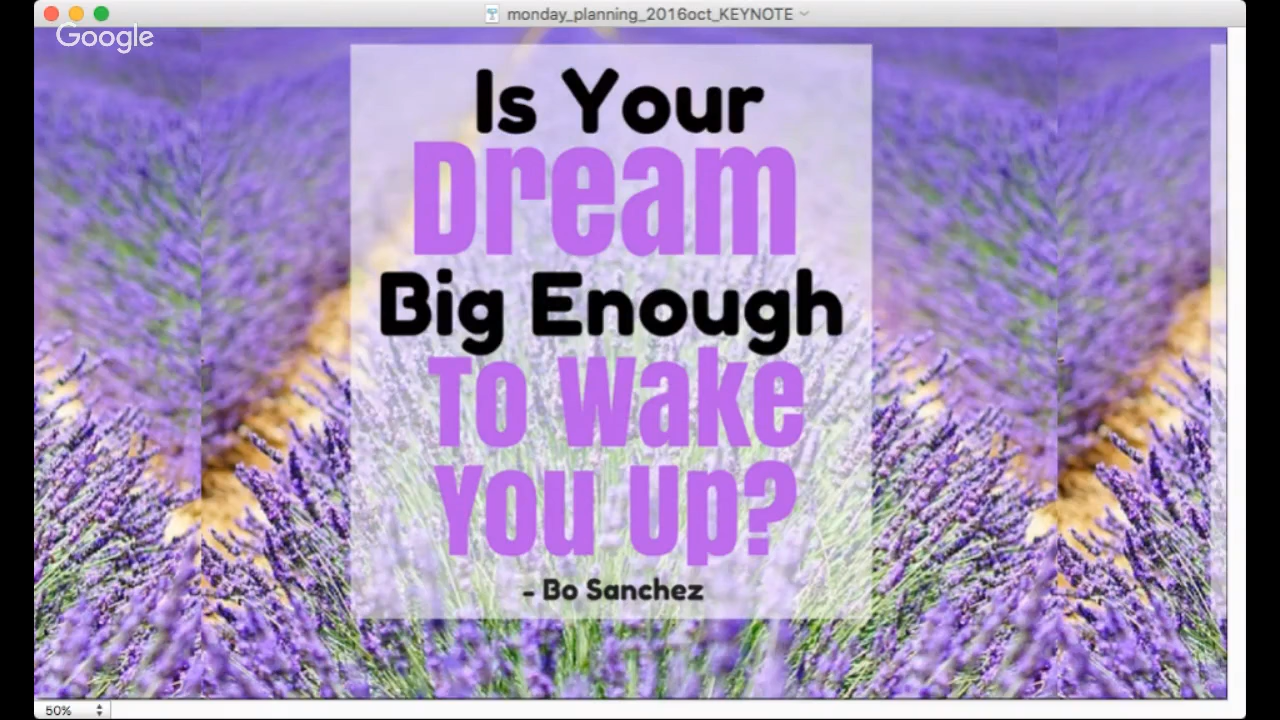 monday_planning_2016oct_KEYNOTE
Google
Is Your
Dream
Big Enough
To Wake
You Up?
- Bo Sanchez
50%